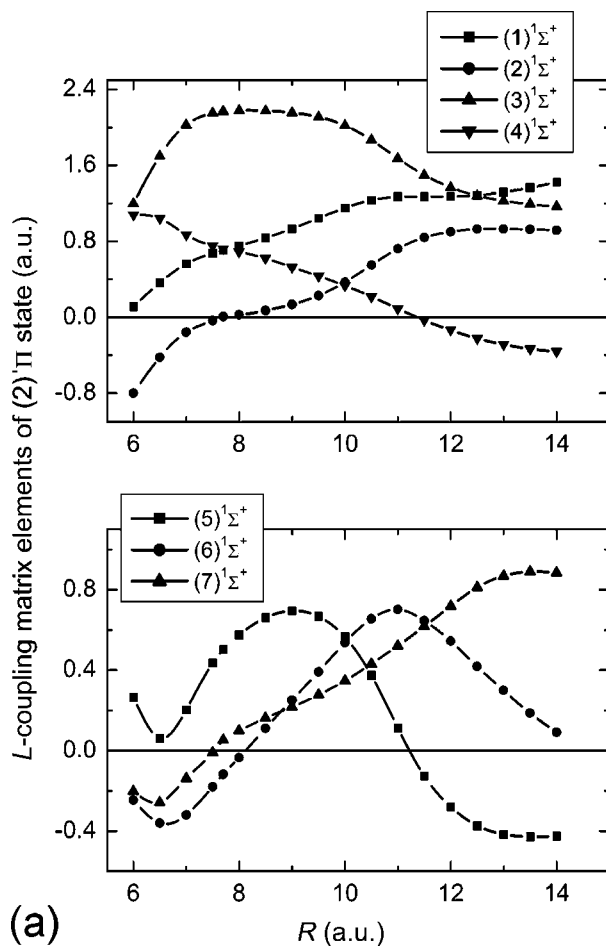 (1)¹Σ⁺
(2)¹Σ⁺
(3)¹Σ⁺
(4)¹Σ⁺
2.4
1.6
0.8
0.0
-0.8
6 8 10 12 14
L-coupling matrix elements of (2)¹Π state (a.u.)
(5)¹Σ⁺
(6)¹Σ⁺
(7)¹Σ⁺
0.8
0.4
0.0
-0.4
6 8 10 12 14
(a)
R (a.u.)